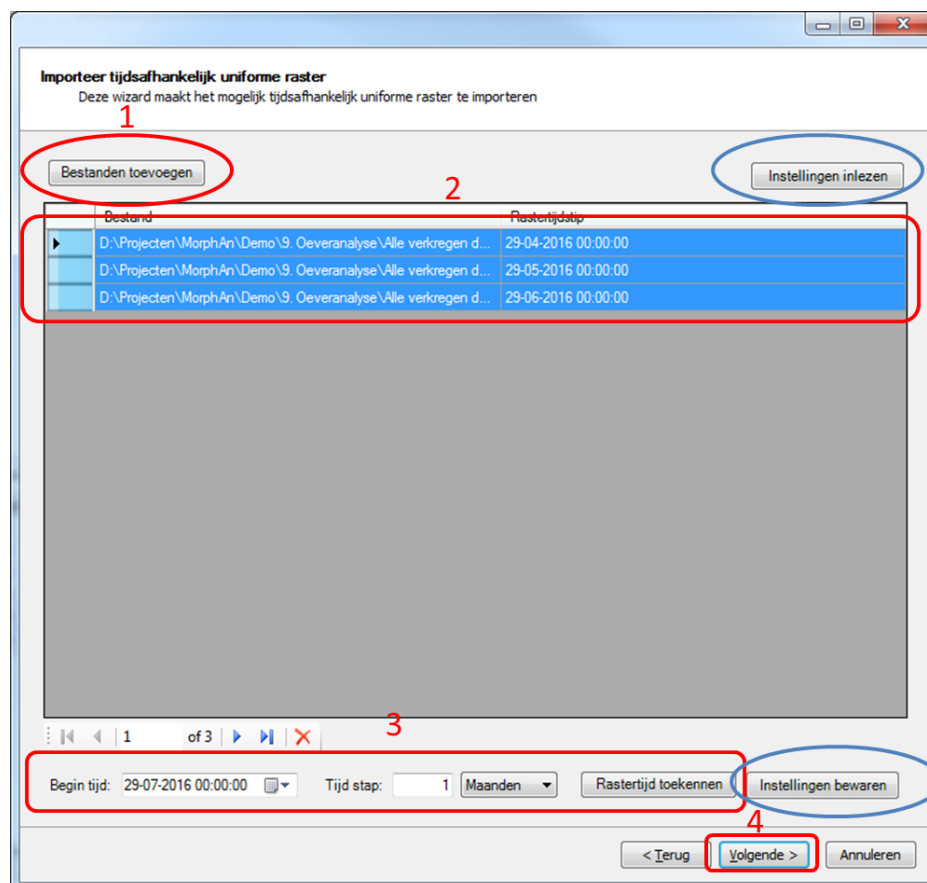 Importeer tijdsafhankelijk uniforme raster
Deze wizard maakt het mogelijk tijdsafhankelijk uniforme raster te importeren
1
Bestanden toevoegen
Instellingen inlezen
2
Bestand Rastertijdstip
D:\Projecten\MorphAn\Demo\9. Oeveranalyse\Alle verkregen d... 29-04-2016 00:00:00
D:\Projecten\MorphAn\Demo\9. Oeveranalyse\Alle verkregen d... 29-05-2016 00:00:00
D:\Projecten\MorphAn\Demo\9. Oeveranalyse\Alle verkregen d... 29-06-2016 00:00:00
3
1 of 3
Begin tijd: 29-07-2016 00:00:00 Tijd stap: 1 Maanden Rastertijd toekennen Instellingen bewaren
4
< Terug Volgende > Annuleren